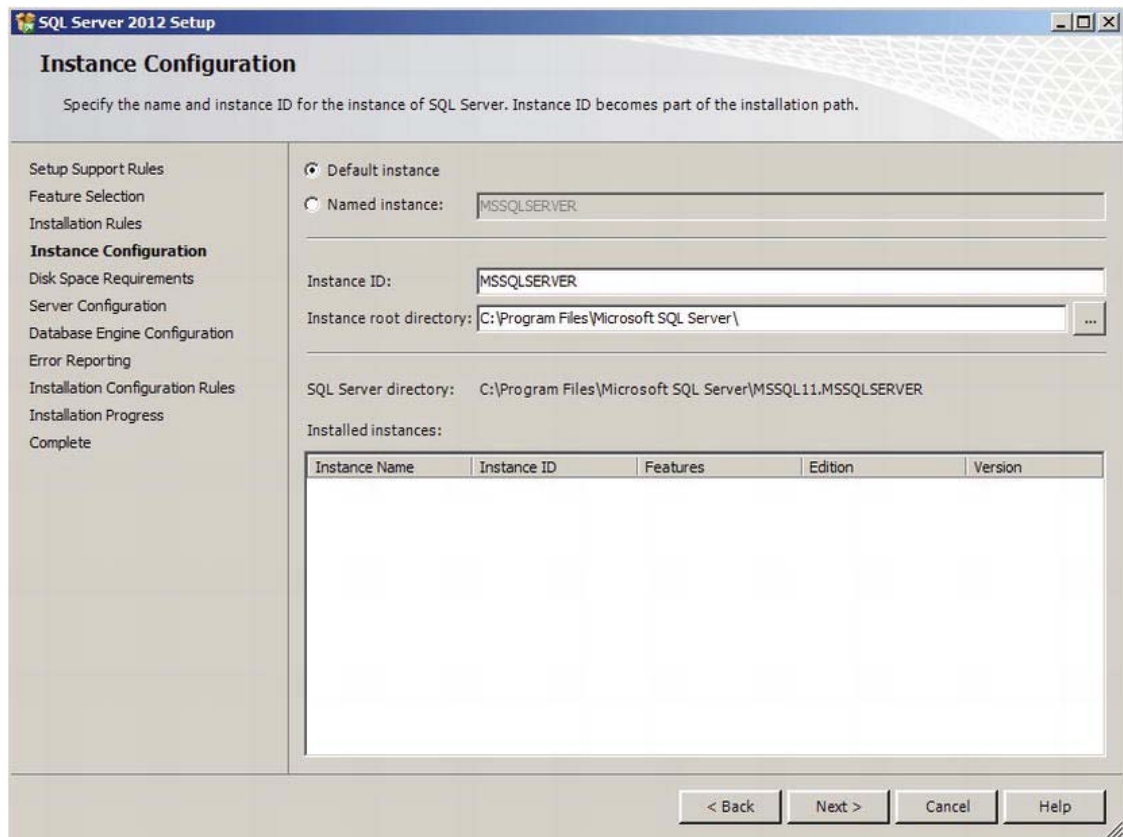 SQL Server 2012 Setup
Instance Configuration
Specify the name and instance ID for the instance of SQL Server. Instance ID becomes part of the installation path.
Setup Support Rules
Feature Selection
Installation Rules
Instance Configuration
Disk Space Requirements
Server Configuration
Database Engine Configuration
Error Reporting
Installation Configuration Rules
Installation Progress
Complete
Default instance
Named instance: MSSQLSERVER
Instance ID: MSSQLSERVER
Instance root directory: C:\Program Files\Microsoft SQL Server\ ...
SQL Server directory: C:\Program Files\Microsoft SQL Server\MSSQL11.MSSQLSERVER
Installed instances:
Instance Name Instance ID Features Edition Version
< Back Next > Cancel Help